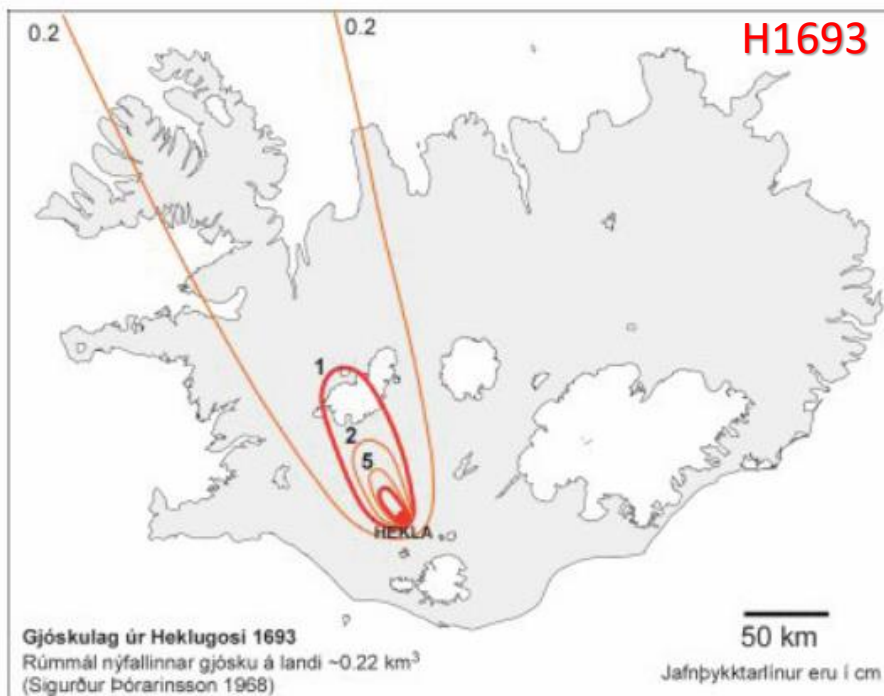 H1693
0.2
0.2
1
2
5
HEKLA
Gjóskulag úr Heklugosi 1693
Rúmmál nýfallinnar gjósku á landi ~0.22 km³
(Sigurður Þórarinsson 1968)
50 km
Jafnþykktarlínur eru í cm